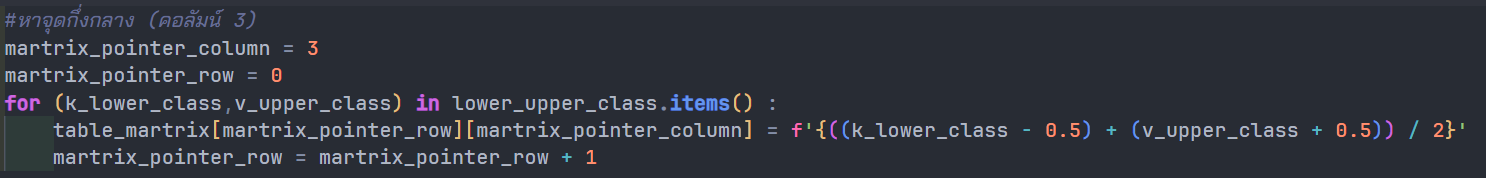 #หาจุดกึ่งกลาง (คอลัมน์ 3)
martrix_pointer_column = 3
martrix_pointer_row = 0
for (k_lower_class,v_upper_class) in lower_upper_class.items() :
    table_martrix[martrix_pointer_row][martrix_pointer_column] = f'{((k_lower_class - 0.5) + (v_upper_class + 0.5)) / 2}'
    martrix_pointer_row = martrix_pointer_row + 1